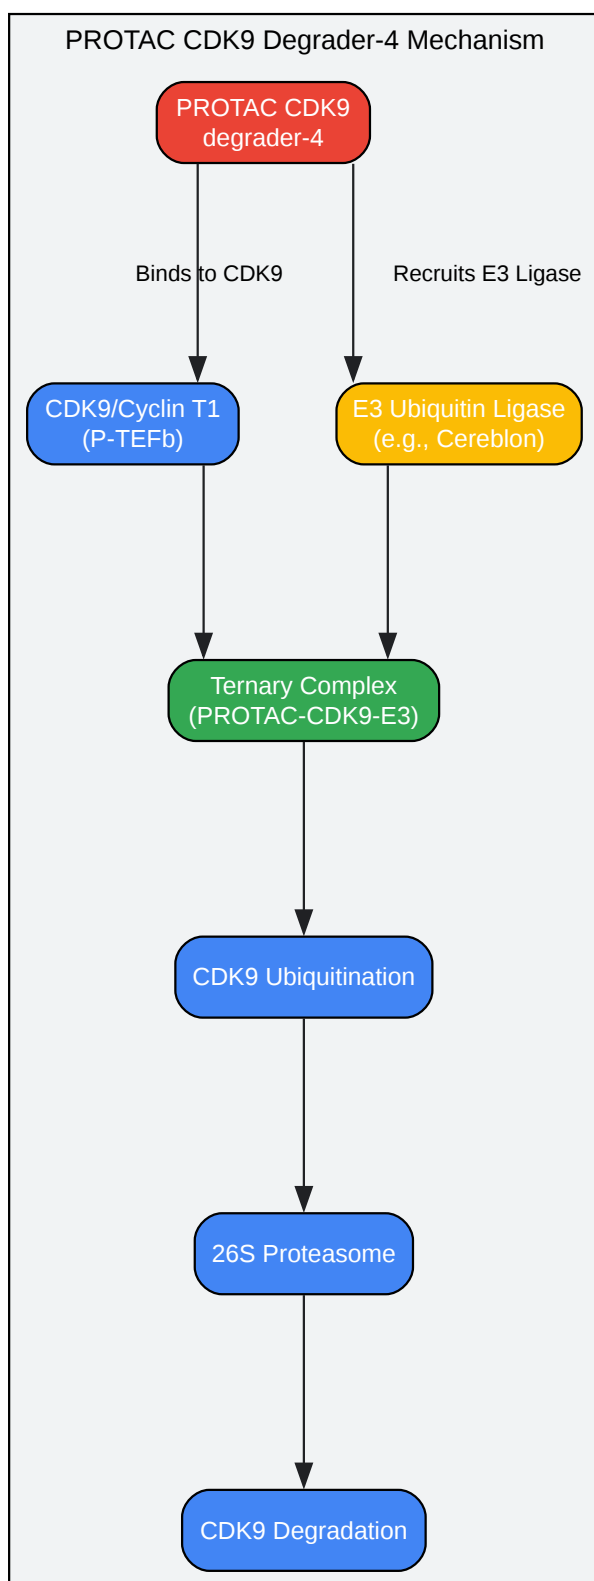 PROTAC CDK9 Degrader-4 Mechanism
PROTAC CDK9
degrader-4
Binds to CDK9
Recruits E3 Ligase
CDK9/Cyclin T1
(P-TEFb)
E3 Ubiquitin Ligase
(e.g., Cereblon)
Ternary Complex
(PROTAC-CDK9-E3)
CDK9 Ubiquitination
26S Proteasome
CDK9 Degradation